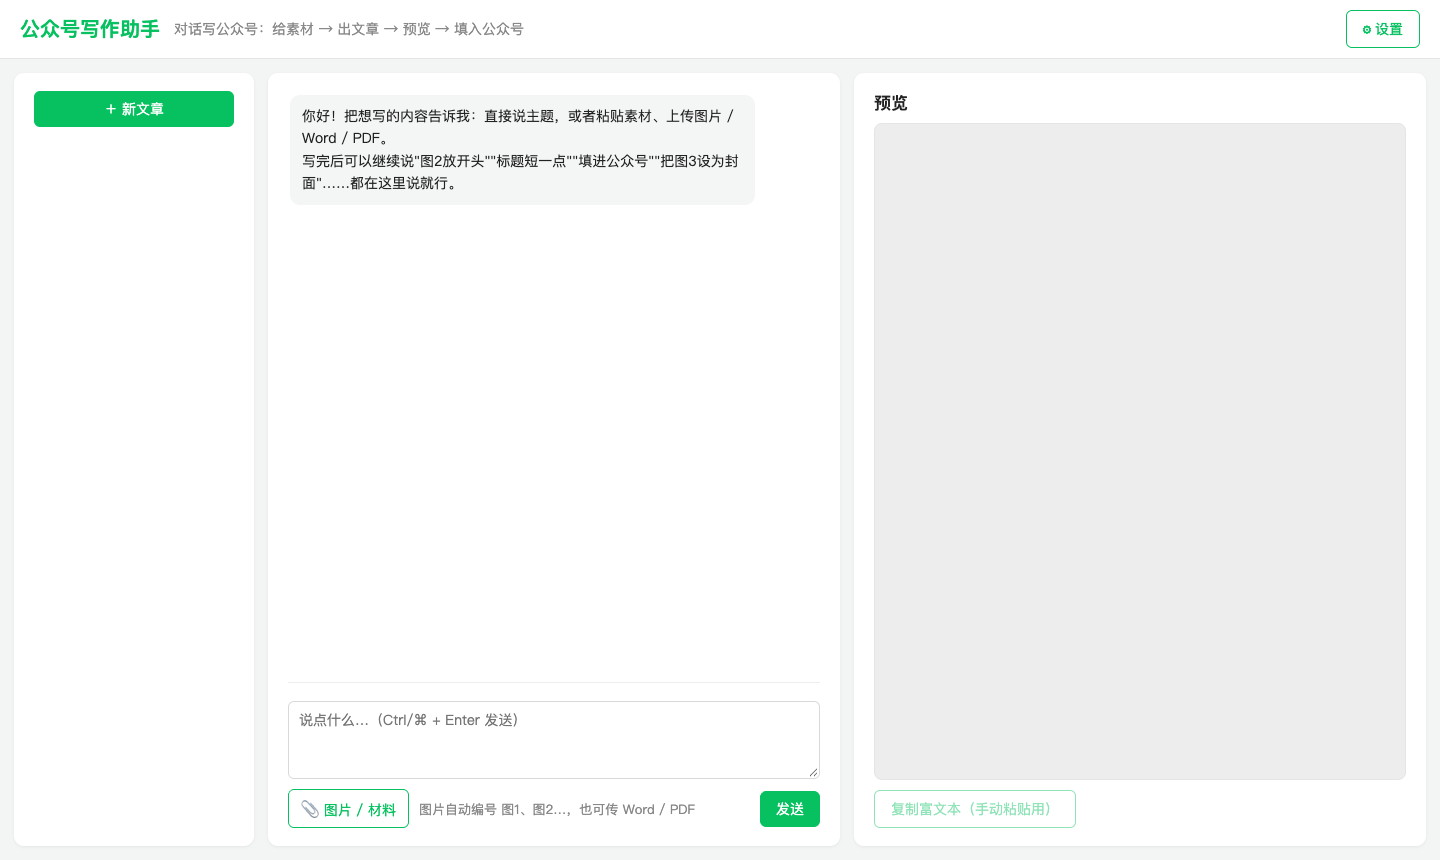 公众号写作助手
对话写公众号：给素材 → 出文章 → 预览 → 填入公众号
⚙ 设置
+ 新文章
你好！把想写的内容告诉我：直接说主题，或者粘贴素材、上传图片 /
Word / PDF。
写完后可以继续说"图2放开头""标题短一点""填进公众号""把图3设为封
面"……都在这里说就行。
说点什么…（Ctrl/⌘ + Enter 发送）
📎 图片 / 材料
图片自动编号 图1、图2…，也可传 Word / PDF
发送
预览
复制富文本（手动粘贴用）